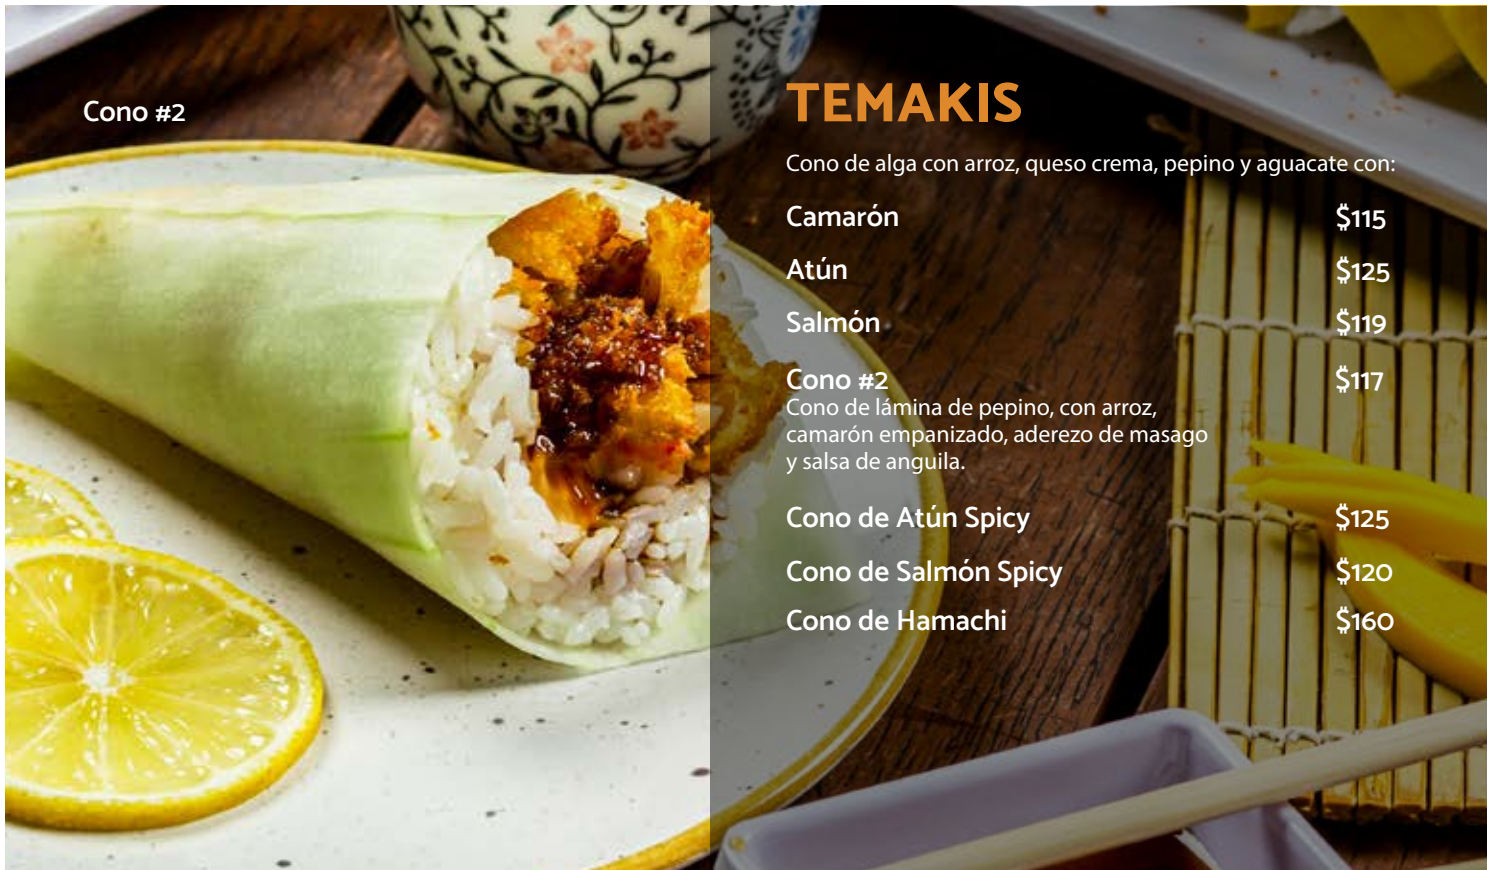 Cono #2
TEMAKIS
Cono de alga con arroz, queso crema, pepino y aguacate con:
Camarón $115
Atún $125
Salmón $119
Cono #2 $117
Cono de lámina de pepino, con arroz,
camarón empanizado, aderezo de masago
y salsa de anguila.
Cono de Atún Spicy $125
Cono de Salmón Spicy $120
Cono de Hamachi $160